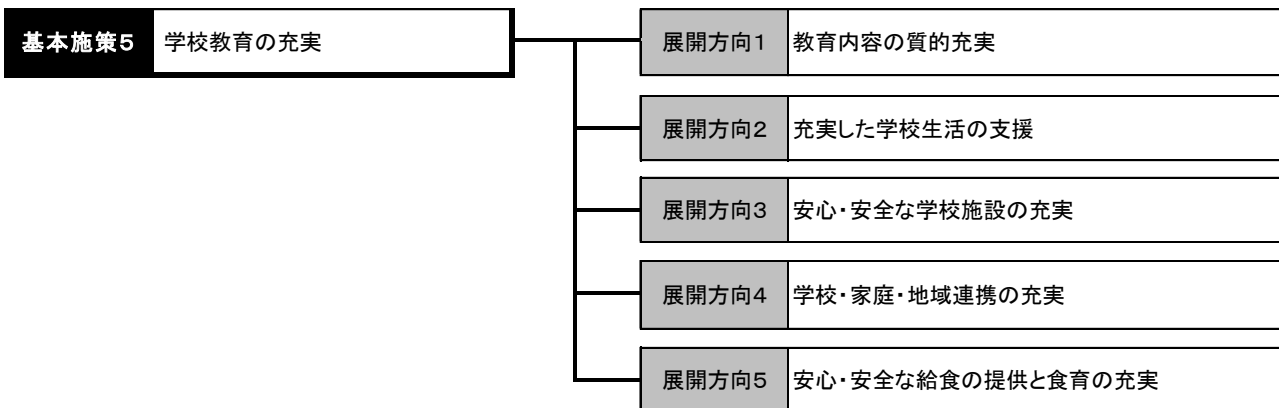 基本施策5 学校教育の充実
展開方向1 教育内容の質的充実
展開方向2 充実した学校生活の支援
展開方向3 安心・安全な学校施設の充実
展開方向4 学校・家庭・地域連携の充実
展開方向5 安心・安全な給食の提供と食育の充実